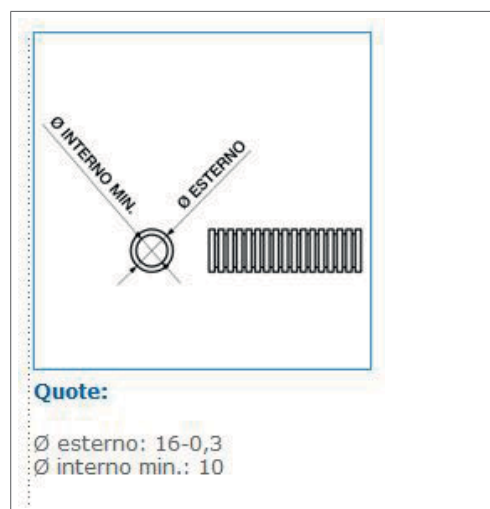 Ø INTERNO MIN.
Ø ESTERNO
Quote:
Ø esterno: 16-0,3
Ø interno min.: 10